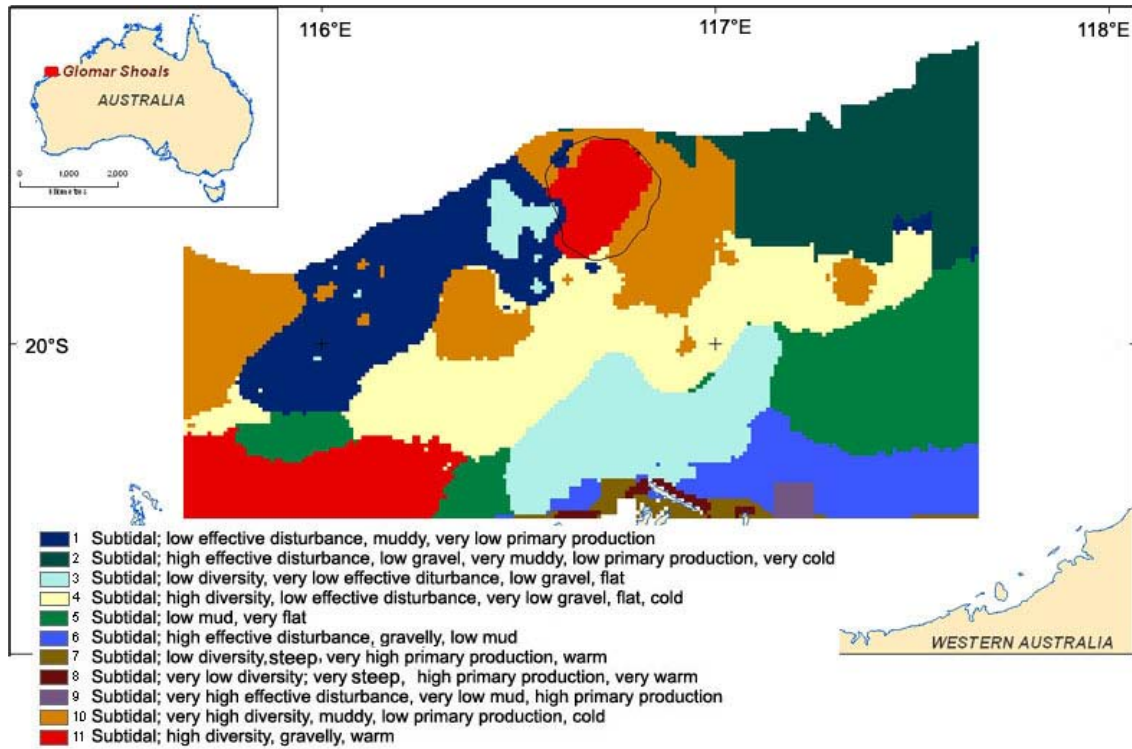 116°E 117°E 118°E
Glomar Shoals
AUSTRALIA
0 1,000 2,000
kilometres
20°S
1 Subtidal; low effective disturbance, muddy, very low primary production
2 Subtidal; high effective disturbance, low gravel, very muddy, low primary production, very cold
3 Subtidal; low diversity, very low effective diturbance, low gravel, flat
4 Subtidal; high diversity, low effective disturbance, very low gravel, flat, cold
5 Subtidal; low mud, very flat
6 Subtidal; high effective disturbance, gravelly, low mud
7 Subtidal; low diversity,steep, very high primary production, warm
8 Subtidal; very low diversity; very steep, high primary production, very warm
9 Subtidal; very high effective disturbance, very low mud, high primary production
10 Subtidal; very high diversity, muddy, low primary production, cold
11 Subtidal; high diversity, gravelly, warm
WESTERN AUSTRALIA